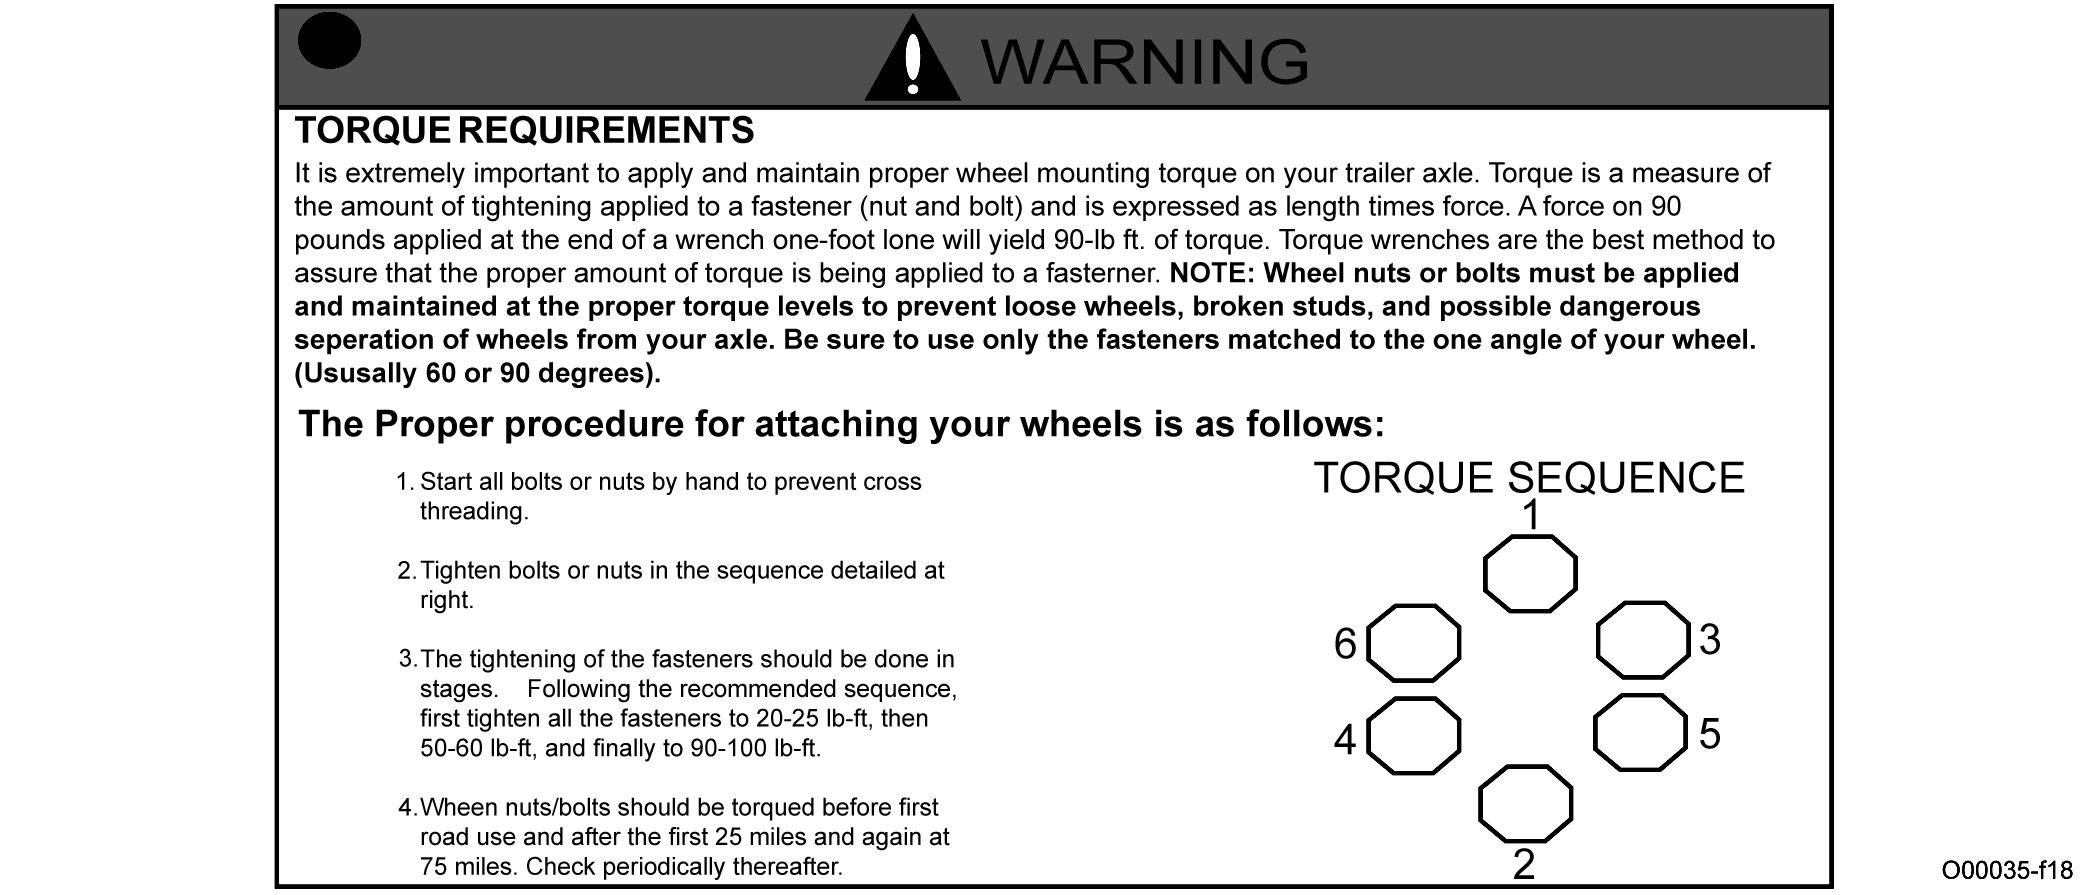 WARNING
TORQUE REQUIREMENTS
It is extremely important to apply and maintain proper wheel mounting torque on your trailer axle. Torque is a measure of
the amount of tightening applied to a fastener (nut and bolt) and is expressed as length times force. A force on 90
pounds applied at the end of a wrench one-foot lone will yield 90-lb ft. of torque. Torque wrenches are the best method to
assure that the proper amount of torque is being applied to a fasterner. NOTE: Wheel nuts or bolts must be applied
and maintained at the proper torque levels to prevent loose wheels, broken studs, and possible dangerous
seperation of wheels from your axle. Be sure to use only the fasteners matched to the one angle of your wheel.
(Ususally 60 or 90 degrees).
The Proper procedure for attaching your wheels is as follows:
1. Start all bolts or nuts by hand to prevent cross
threading.
2. Tighten bolts or nuts in the sequence detailed at
right.
3. The tightening of the fasteners should be done in
stages. Following the recommended sequence,
first tighten all the fasteners to 20-25 lb-ft, then
50-60 lb-ft, and finally to 90-100 lb-ft.
4. Wheen nuts/bolts should be torqued before first
road use and after the first 25 miles and again at
75 miles. Check periodically thereafter.
TORQUE SEQUENCE
1
6
3
4
5
2
O00035-f18